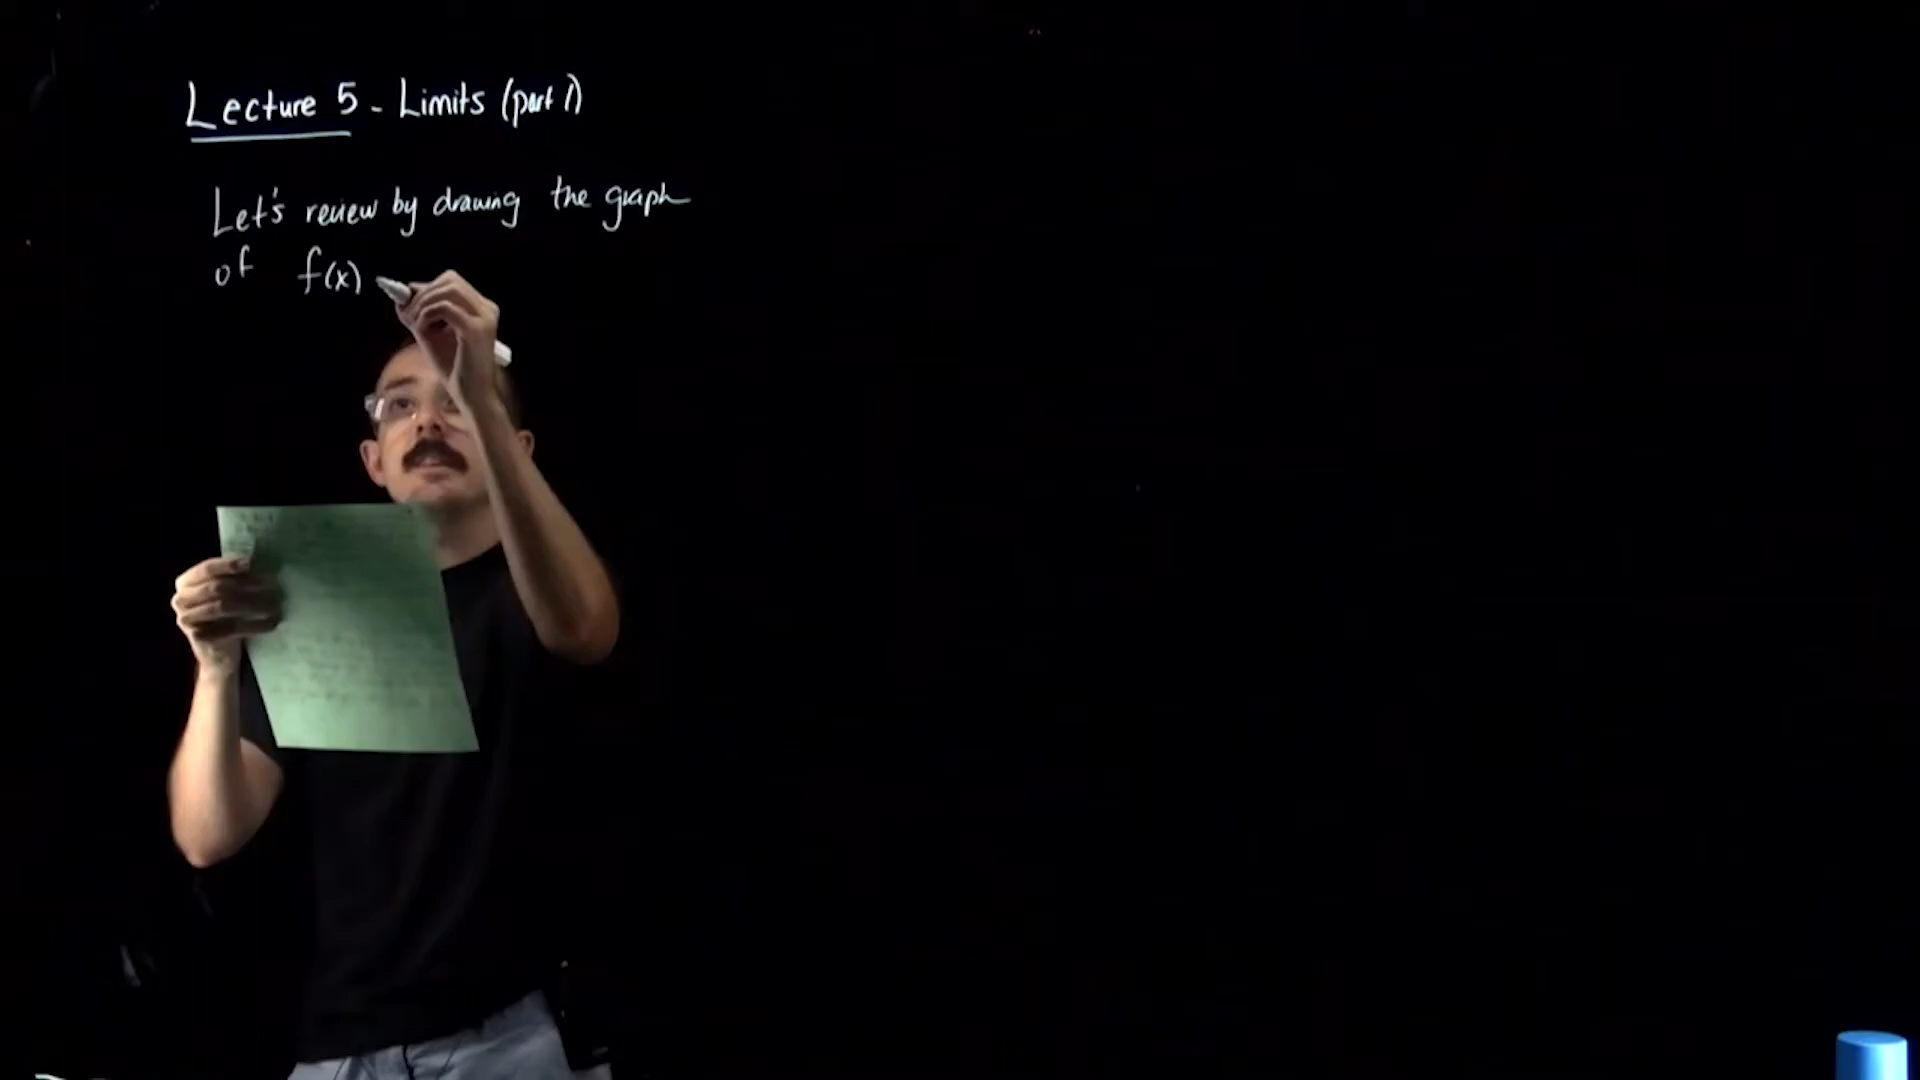 Lecture 5 - Limits (part 1)
Let's review by drawing the graph
of f(x)